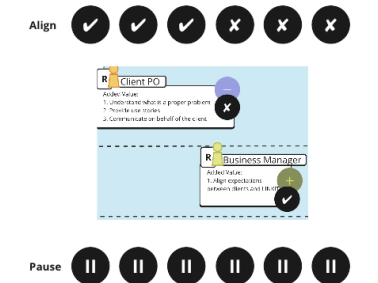 Align
R Client PO
Added Value:
1. Understand what is a proper problem
2. Provide use stories
3. Communicate on behalf of the client
R Business Manager
Added Value:
1. Align expectations
between clients and
Pause